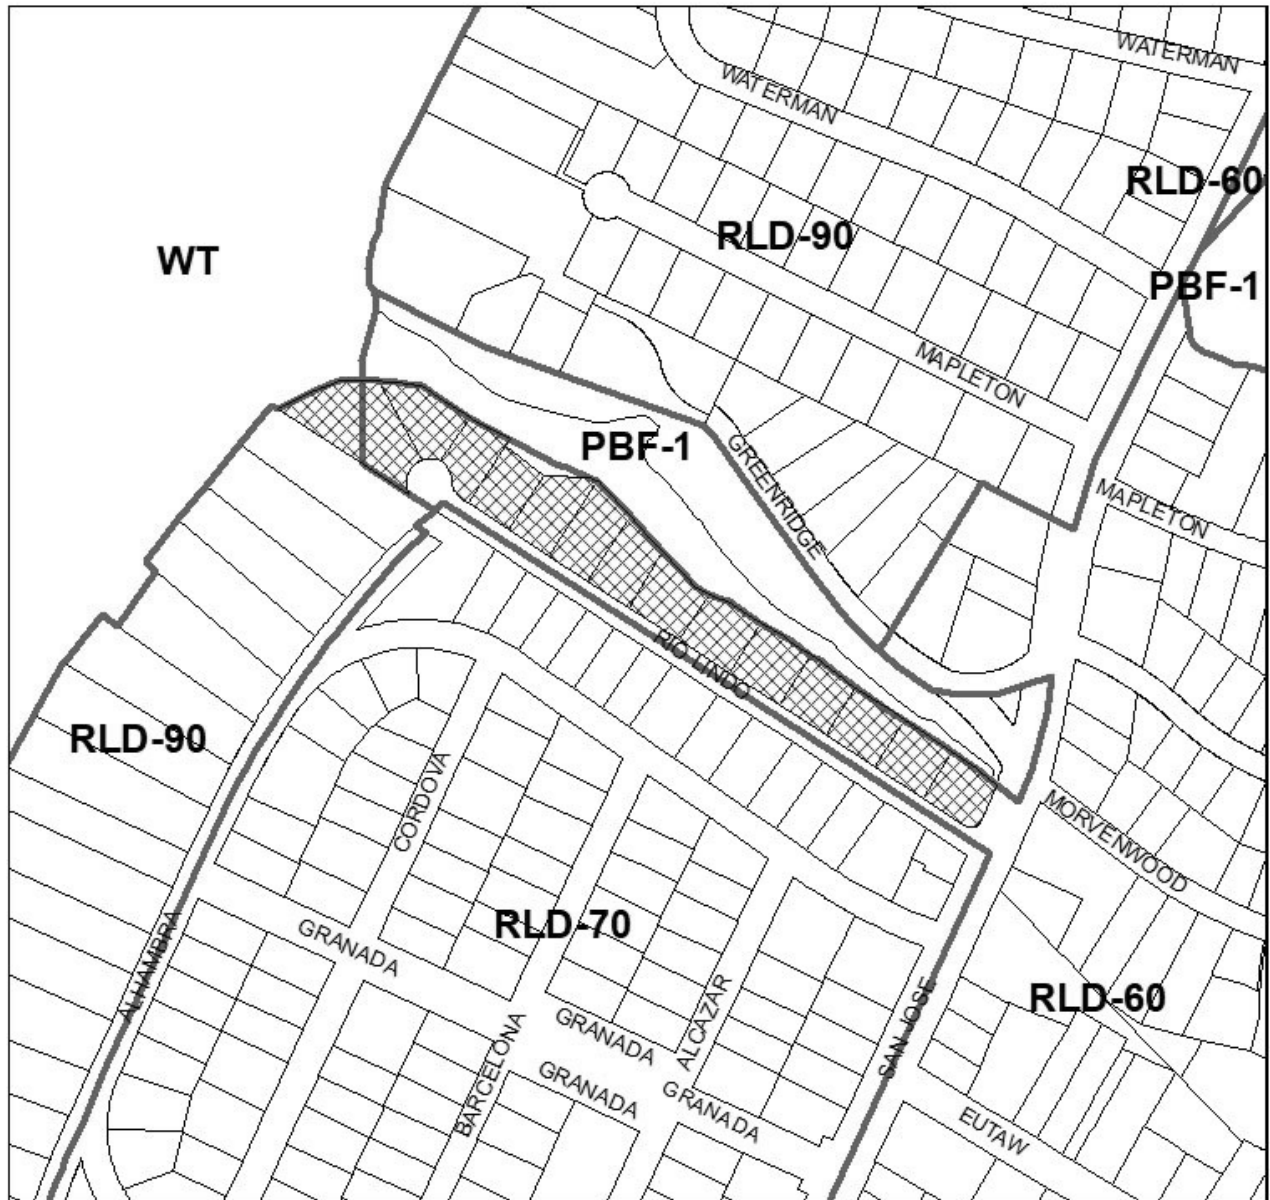 WATERMAN
WATERMAN
RLD-60
RLD-90
WT
PBF-1
MAPLETON
PBF-1
GREENRIDGE
MAPLETON
RIO LINDO
RLD-90
CORDOVA
MORVENWOOD
RLD-70
GRANADA
ALHAMBRA
RLD-60
SAN JOSE
ALCAZAR
GRANADA
BARCELONA
GRANADA
GRANADA
EUTAW